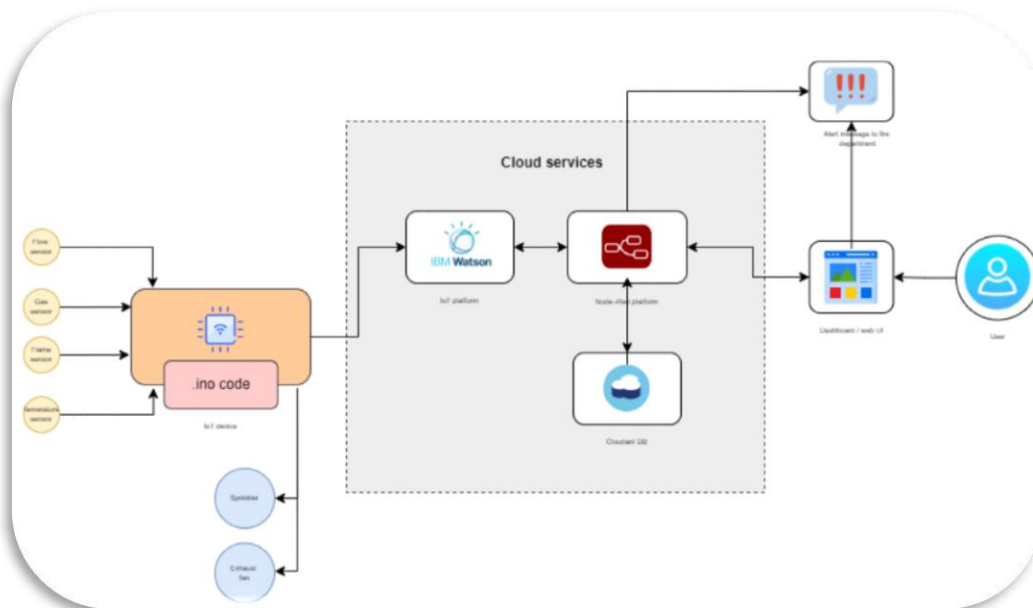 Alert message to fire
department
Cloud services
Flow
sensor
IBM Watson
IoT platform
Node -Red platform
Dashboard / web UI
User
Gas
sensor
Flame
sensor
.ino code
IoT device
sensor
Cloudant DB
Sprinkler
Exhaust
fan